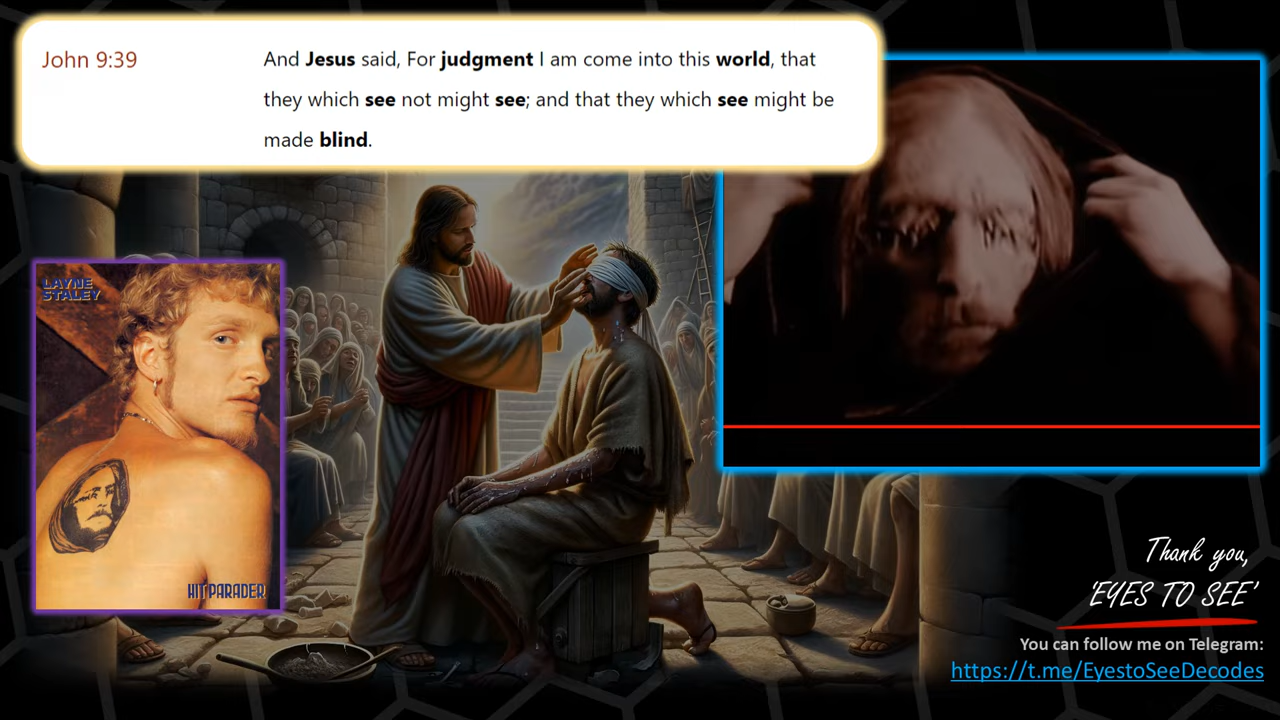 John 9:39
And Jesus said, For judgment I am come into this world, that
they which see not might see; and that they which see might be
made blind.
LAYNE
STALEY
HIT PARADER
Thank you,
'EYES TO SEE'
You can follow me on Telegram:
https://t.me/EyestoSeeDecodes